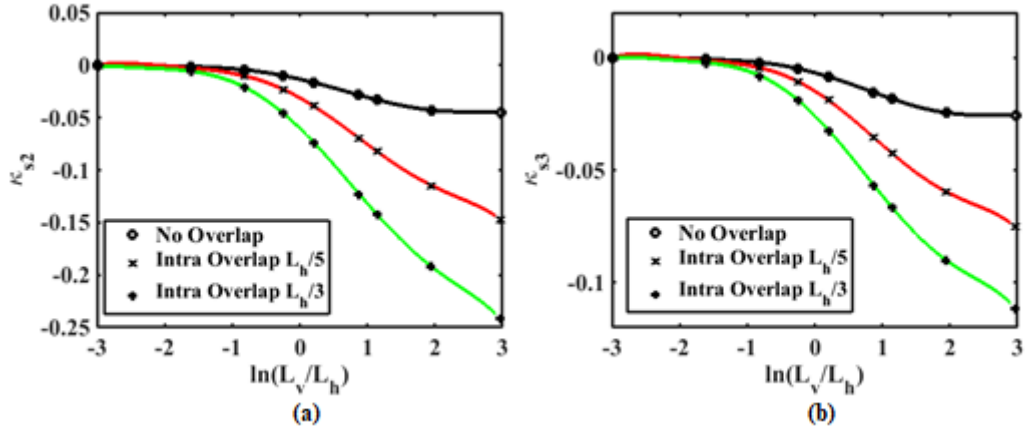 0.05
0
-0.05
-0.1
-0.15
-0.2
-0.25
κs2
No Overlap
Intra Overlap Lh/5
Intra Overlap Lh/3
-3 -2 -1 0 1 2 3
ln(Lv/Lh)
(a)
0
-0.05
-0.1
κs3
No Overlap
Intra Overlap Lh/5
Intra Overlap Lh/3
-3 -2 -1 0 1 2 3
ln(Lv/Lh)
(b)